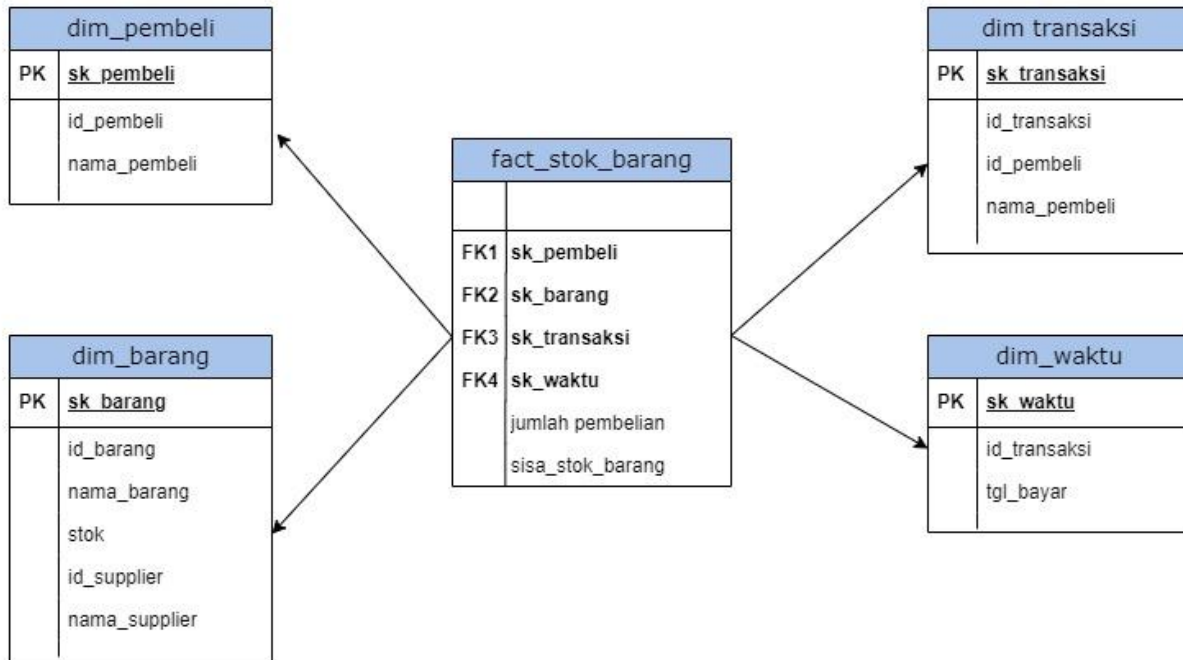 dim_pembeli
PK sk_pembeli
id_pembeli
nama_pembeli
dim_barang
PK sk_barang
id_barang
nama_barang
stok
id_supplier
nama_supplier
fact_stok_barang
FK1 sk_pembeli
FK2 sk_barang
FK3 sk_transaksi
FK4 sk_waktu
jumlah pembelian
sisa_stok_barang
dim transaksi
PK sk_transaksi
id_transaksi
id_pembeli
nama_pembeli
dim_waktu
PK sk_waktu
id_transaksi
tgl_bayar